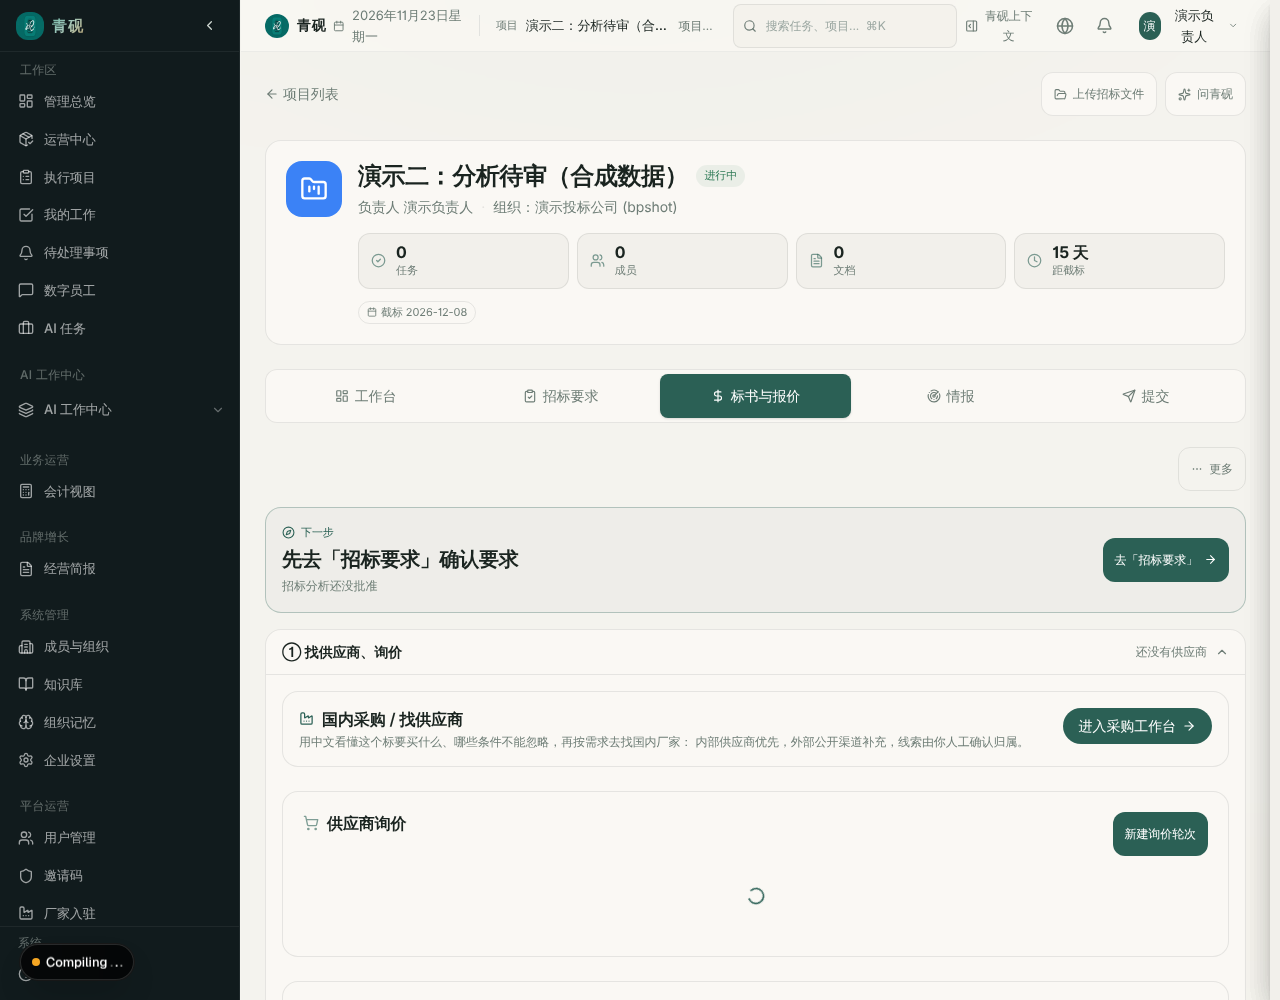 青砚
工作区
管理总览
运营中心
执行项目
我的工作
待处理事项
数字员工
AI 任务
AI 工作中心
AI 工作中心
业务运营
会计视图
品牌增长
经营简报
系统管理
成员与组织
知识库
组织记忆
企业设置
平台运营
用户管理
邀请码
厂家入驻
系统
Compiling ...
青砚
2026年11月23日星
期一
项目 演示二：分析待审（合... 项目...
搜索任务、项目... ⌘K
青砚上下
文
演
演示负
责人
项目列表
上传招标文件
问青砚
演示二：分析待审（合成数据）
进行中
负责人 演示负责人 · 组织：演示投标公司 (bpshot)
0
任务
0
成员
0
文档
15 天
距截标
截标 2026-12-08
工作台
招标要求
标书与报价
情报
提交
更多
下一步
先去「招标要求」确认要求
招标分析还没批准
去「招标要求」
① 找供应商、询价
还没有供应商
国内采购 / 找供应商
用中文看懂这个标要买什么、哪些条件不能忽略，再按需求去找国内厂家： 内部供应商优先，外部公开渠道补充，线索由你人工确认归属。
进入采购工作台
供应商询价
新建询价轮次